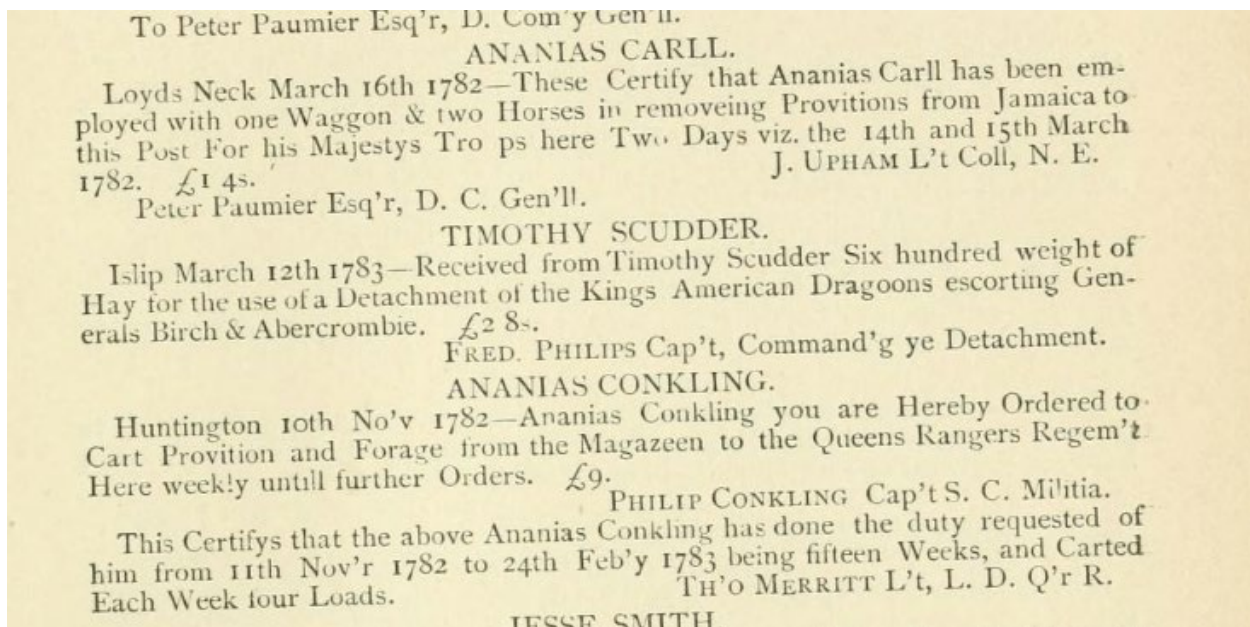 To Peter Paumier Esq'r, D. Com'y Gen'll.
ANANIAS CARLL.
Loyds Neck March 16th 1782—These Certify that Ananias Carll has been em-
ployed with one Waggon & two Horses in removeing Provitions from Jamaica to
this Post For his Majestys Tro ps here Two Days viz. the 14th and 15th March
1782. £1 4s.
J. UPHAM L't Coll, N. E.
Peter Paumier Esq'r, D. C. Gen'll.
TIMOTHY SCUDDER.
Islip March 12th 1783—Received from Timothy Scudder Six hundred weight of
Hay for the use of a Detachment of the Kings American Dragoons escorting Gen-
erals Birch & Abercrombie. £2 8s.
FRED. PHILIPS Cap't, Command'g ye Detachment.
ANANIAS CONKLING.
Huntington 10th No'v 1782—Ananias Conkling you are Hereby Ordered to
Cart Provition and Forage from the Magazeen to the Queens Rangers Regem't
Here weekly untill further Orders. £9.
PHILIP CONKLING Cap't S. C. Militia.
This Certifys that the above Ananias Conkling has done the duty requested of
him from 11th Nov'r 1782 to 24th Feb'y 1783 being fifteen Weeks, and Carted
Each Week four Loads.
TH'O MERRITT L't, L. D. Q'r R.
JESSE SMITH